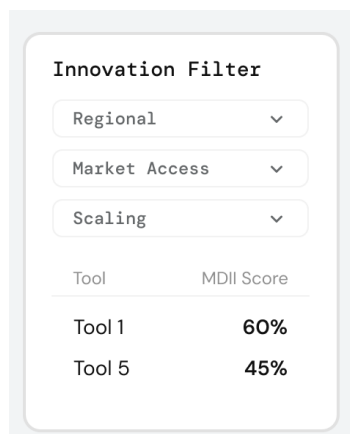 Innovation Filter
Regional
Market Access
Scaling
Tool MDII Score
Tool 1 60%
Tool 5 45%